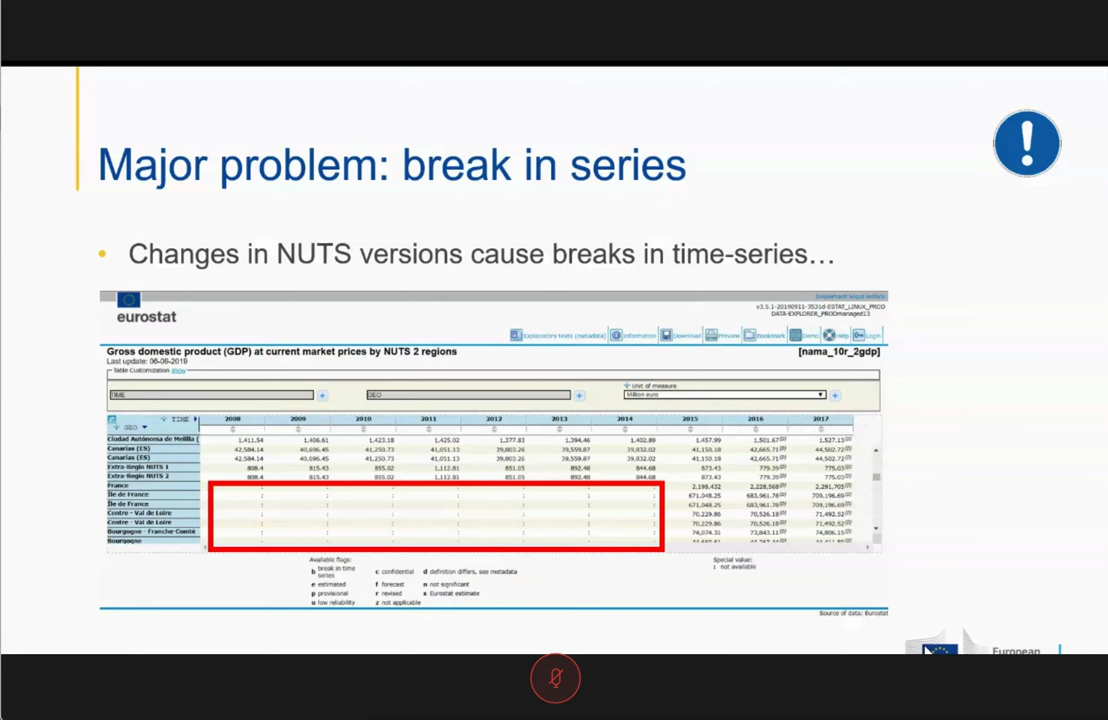 Major problem: break in series
• Changes in NUTS versions cause breaks in time-series…
Important legal notice
eurostat
v3.5.1-20190911-3531d-ESTAT_LINUX_PROD
DATA-EXPLORER_PRODmanaged13
Explanatory texts (metadata) Information Download Preview Bookmark Demo Help Login
Gross domestic product (GDP) at current market prices by NUTS 2 regions [nama_10r_2gdp]
Last update: 06-09-2019
Table Customization show
TIME + GEO + Unit of measure
Million euro +
TIME 2008 2009 2010 2011 2012 2013 2014 2015 2016 2017
GEO
Ciudad Autónoma de Melilla ( 1,411.54 1,406.61 1,423.18 1,425.02 1,377.83 1,394.46 1,402.89 1,457.99 1,501.67(p) 1,527.13(p)
Canarias (ES) 42,584.14 40,696.45 41,250.73 41,051.13 39,803.26 39,559.87 39,832.02 41,150.18 42,665.71(p) 44,502.72(p)
Canarias (ES) 42,584.14 40,696.45 41,250.73 41,051.13 39,803.26 39,559.87 39,832.02 41,150.18 42,665.71(p) 44,502.72(p)
Extra-Regio NUTS 1 808.4 815.43 855.02 1,112.81 851.05 892.48 844.68 873.43 779.39(p) 775.03(p)
Extra-Regio NUTS 2 808.4 815.43 855.02 1,112.81 851.05 892.48 844.68 873.43 779.39(p) 775.03(p)
France : : : : : : : 2,198,432 2,228,568(p) 2,291,705(p)
Île de France : : : : : : : 671,048.25 683,961.78(p) 709,196.69(p)
Île de France : : : : : : : 671,048.25 683,961.78(p) 709,196.69(p)
Centre - Val de Loire : : : : : : : 70,229.86 70,526.18(p) 71,492.52(p)
Centre - Val de Loire : : : : : : : 70,229.86 70,526.18(p) 71,492.52(p)
Bourgogne - Franche-Comté : : : : : : : 74,074.31 73,843.11(p) 74,806.15(p)
Bourgogne : : : : : : :
Available flags: Special value:
b break in time series c confidential d definition differs, see metadata : not available
e estimated f forecast n not significant
p provisional r revised s Eurostat estimate
u low reliability z not applicable
Source of data: Eurostat
European